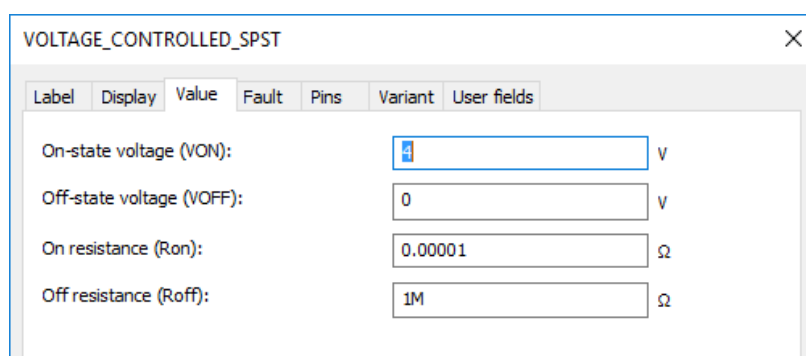 VOLTAGE_CONTROLLED_SPST
Label Display Value Fault Pins Variant User fields
On-state voltage (VON): 4 V
Off-state voltage (VOFF): 0 V
On resistance (Ron): 0.00001 Ω
Off resistance (Roff): 1M Ω